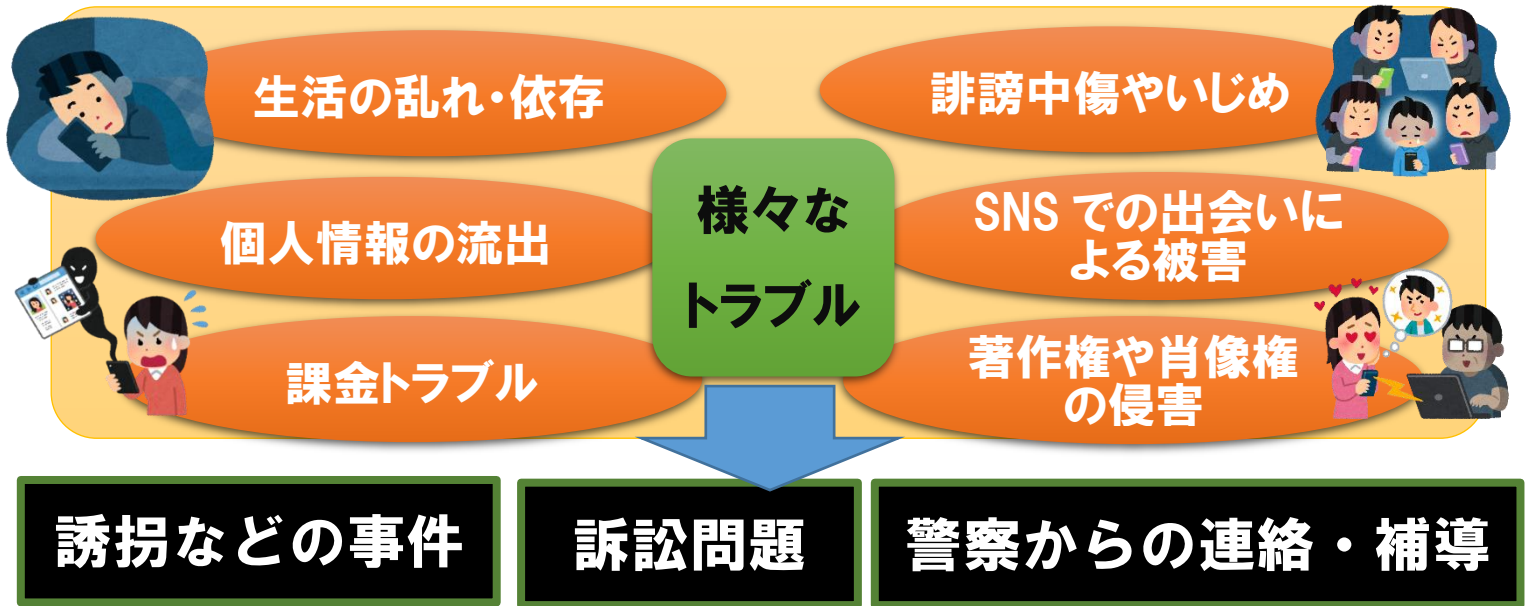 生活の乱れ・依存
誹謗中傷やいじめ
個人情報の流出
様々な
トラブル
SNS での出会いに
よる被害
課金トラブル
著作権や肖像権
の侵害
誘拐などの事件
訴訟問題
警察からの連絡・補導